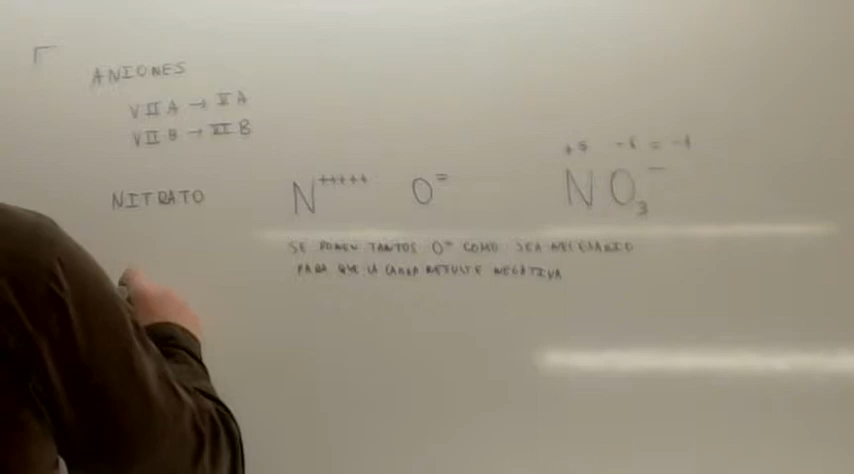 ANIONES
VII A → V A
VII B → VI B
+5 -6 = -1
NITRATO N+++++ O= NO3-
SE PONEN TANTOS O= COMO SEA NECESARIO
PARA QUE LA CARGA RESULTE NEGATIVA